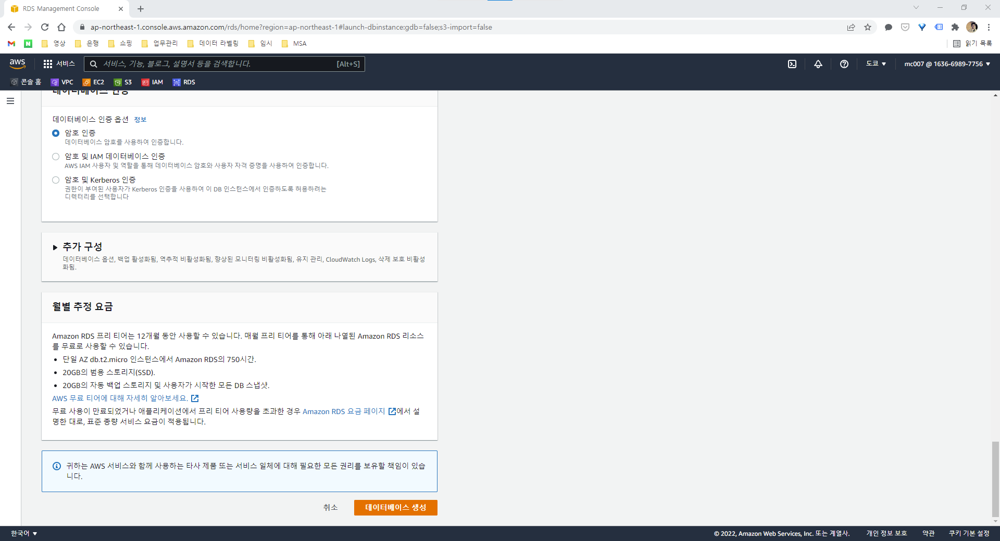 RDS Management Console
ap-northeast-1.console.aws.amazon.com/rds/home?region=ap-northeast-1#launch-dbinstance:gdb=false;s3-import=false
영상 은행 쇼핑 업무관리 데이터 라벨링 임시 MSA 읽기 목록
aws 서비스 서비스, 기능, 블로그, 설명서 등을 검색합니다. [Alt+S] 도쿄 mc007 @ 1636-6989-7756
콘솔 홈 VPC EC2 S3 IAM RDS
데이터베이스 인증
데이터베이스 인증 옵션 정보
암호 인증
데이터베이스 암호를 사용하여 인증합니다.
암호 및 IAM 데이터베이스 인증
AWS IAM 사용자 및 역할을 통해 데이터베이스 암호와 사용자 자격 증명을 사용하여 인증합니다.
암호 및 Kerberos 인증
권한이 부여된 사용자가 Kerberos 인증을 사용하여 이 DB 인스턴스에서 인증하도록 허용하려는
디렉터리를 선택합니다
추가 구성
데이터베이스 옵션, 백업 활성화됨, 역추적 비활성화됨, 향상된 모니터링 비활성화됨, 유지 관리, CloudWatch Logs, 삭제 보호 비활성
화됨.
월별 추정 요금
Amazon RDS 프리 티어는 12개월 동안 사용할 수 있습니다. 매월 프리 티어를 통해 아래 나열된 Amazon RDS 리소스
를 무료로 사용할 수 있습니다.
• 단일 AZ db.t2.micro 인스턴스에서 Amazon RDS의 750시간.
• 20GB의 범용 스토리지(SSD).
• 20GB의 자동 백업 스토리지 및 사용자가 시작한 모든 DB 스냅샷.
AWS 무료 티어에 대해 자세히 알아보세요.
무료 사용이 만료되었거나 애플리케이션에서 프리 티어 사용량을 초과한 경우 Amazon RDS 요금 페이지에서 설
명한 대로, 표준 종량 서비스 요금이 적용됩니다.
귀하는 AWS 서비스와 함께 사용하는 타사 제품 또는 서비스 일체에 대해 필요한 모든 권리를 보유할 책임이 있습
니다.
취소 데이터베이스 생성
한국어 © 2022, Amazon Web Services, Inc. 또는 계열사. 개인 정보 보호 약관 쿠키 기본 설정